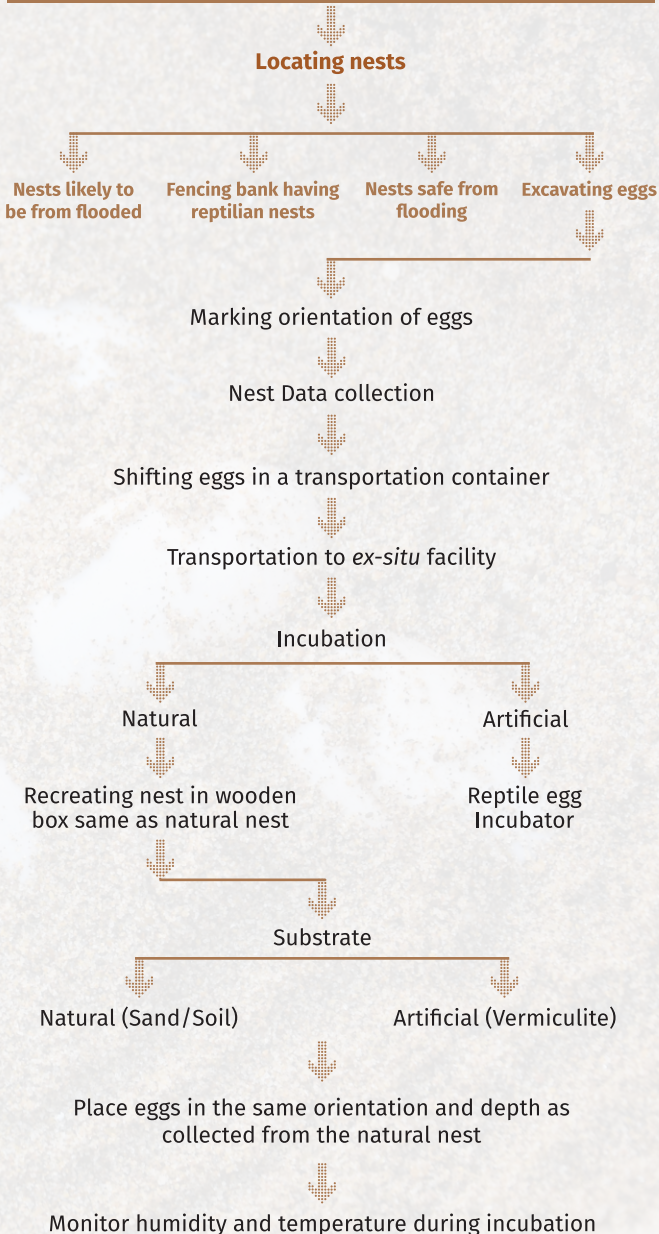 Locating nests
Nests likely to
be from flooded
Fencing bank having
reptilian nests
Nests safe from
flooding
Excavating eggs
Marking orientation of eggs
Nest Data collection
Shifting eggs in a transportation container
Transportation to ex-situ facility
Incubation
Natural
Artificial
Recreating nest in wooden
box same as natural nest
Reptile egg
Incubator
Substrate
Natural (Sand/Soil)
Artificial (Vermiculite)
Place eggs in the same orientation and depth as
collected from the natural nest
Monitor humidity and temperature during incubation